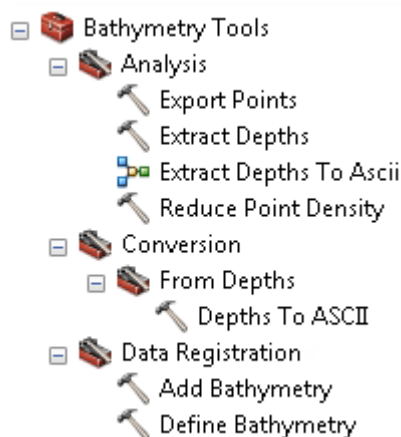 Bathymetry Tools
Analysis
Export Points
Extract Depths
Extract Depths To Ascii
Reduce Point Density
Conversion
From Depths
Depths To ASCII
Data Registration
Add Bathymetry
Define Bathymetry